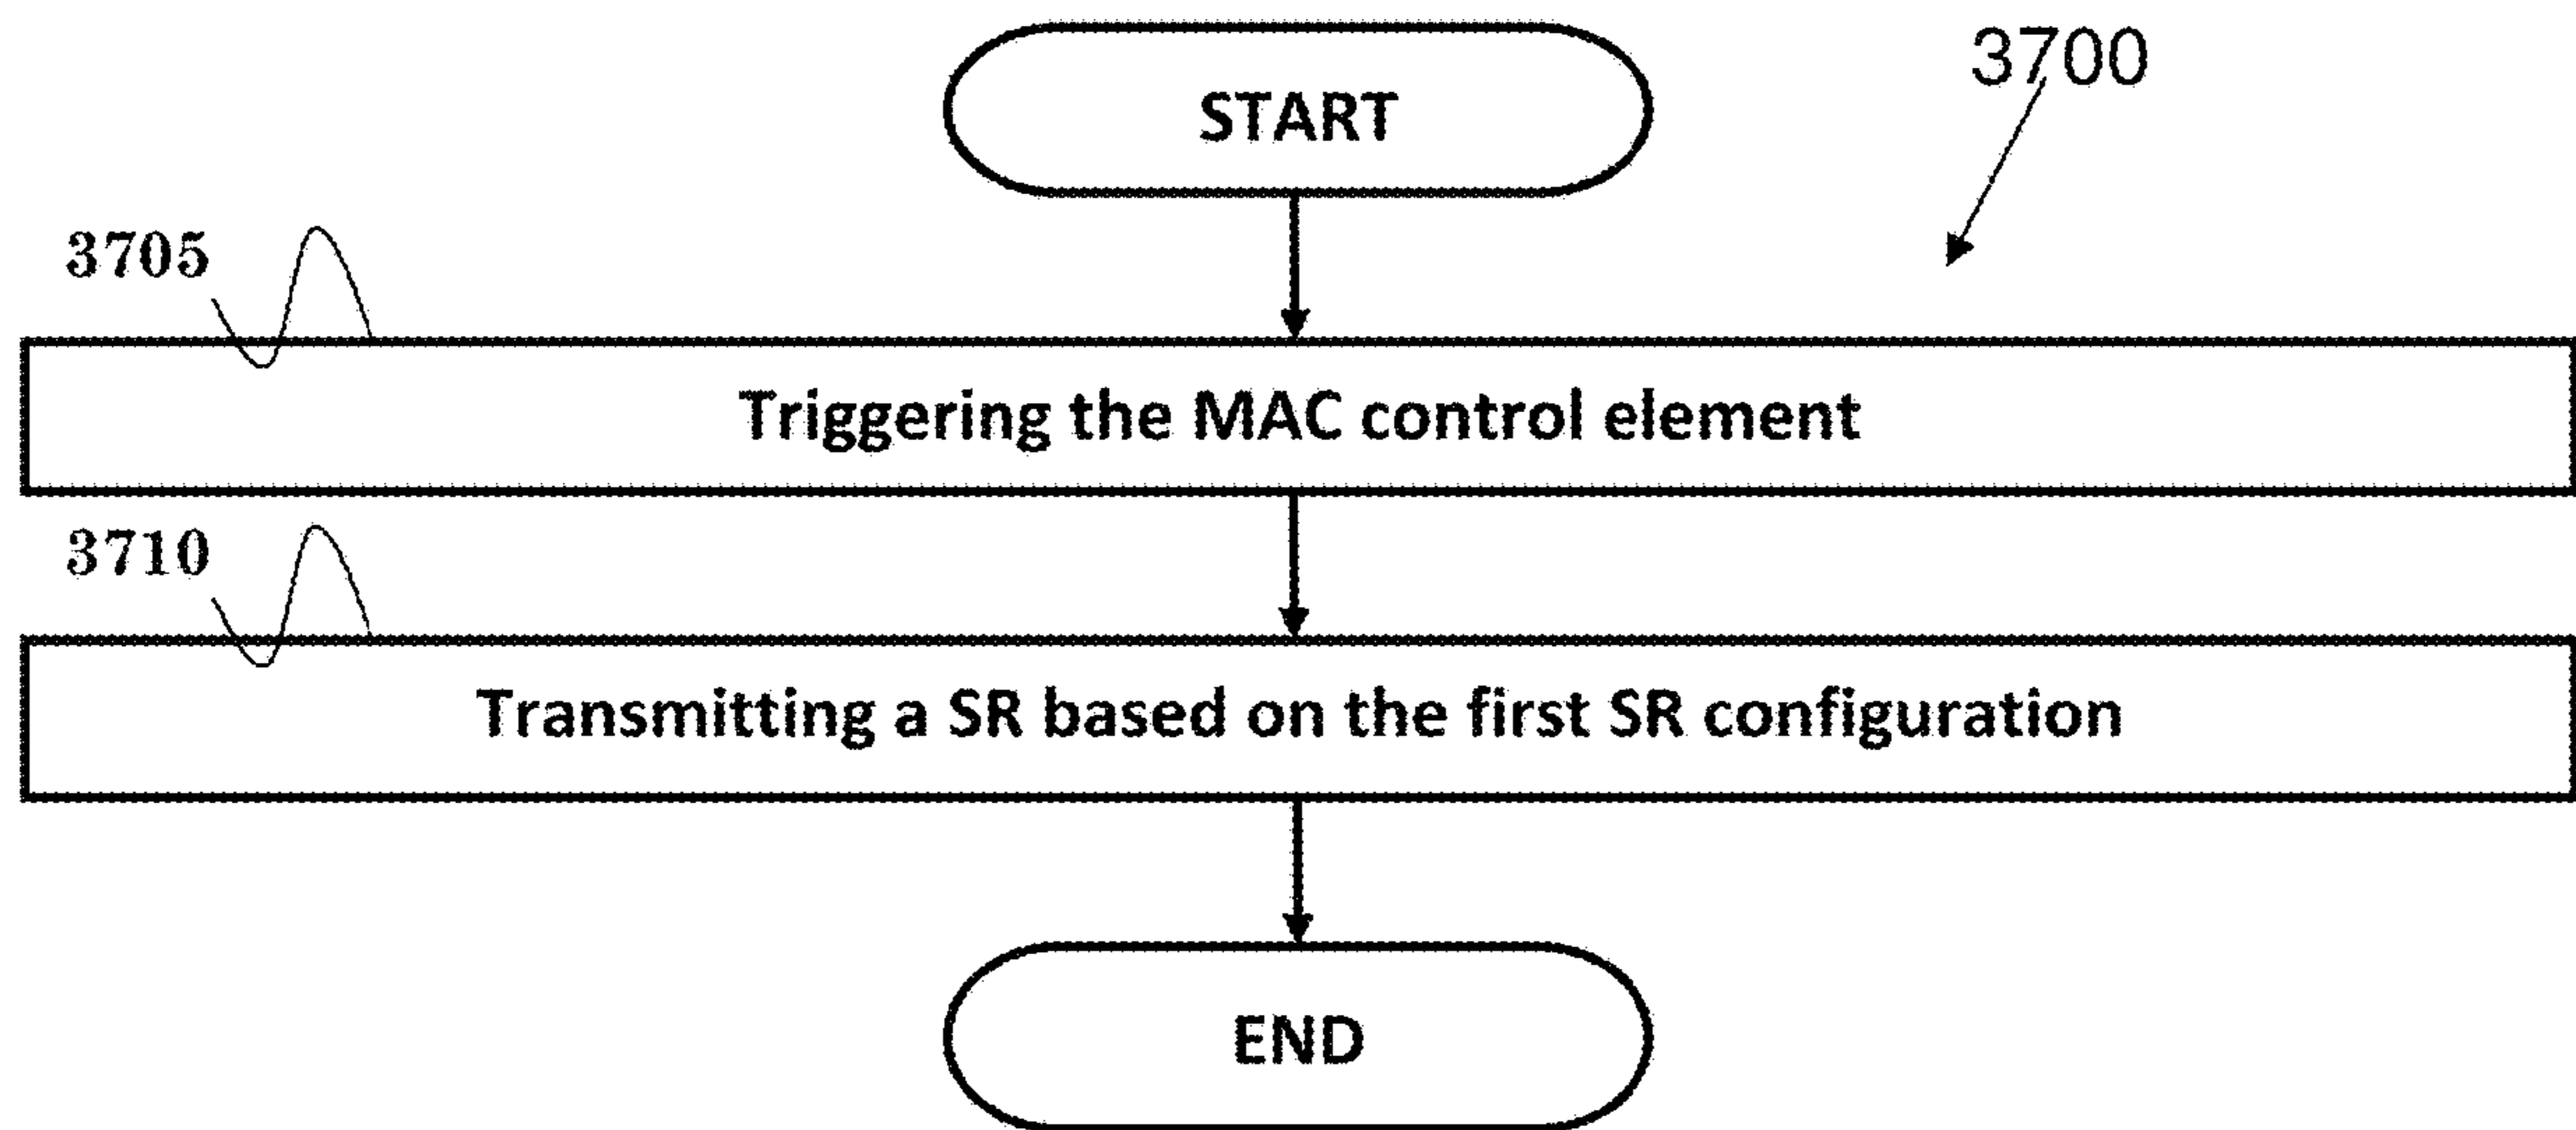 START
3700
3705
Triggering the MAC control element
3710
Transmitting a SR based on the first SR configuration
END